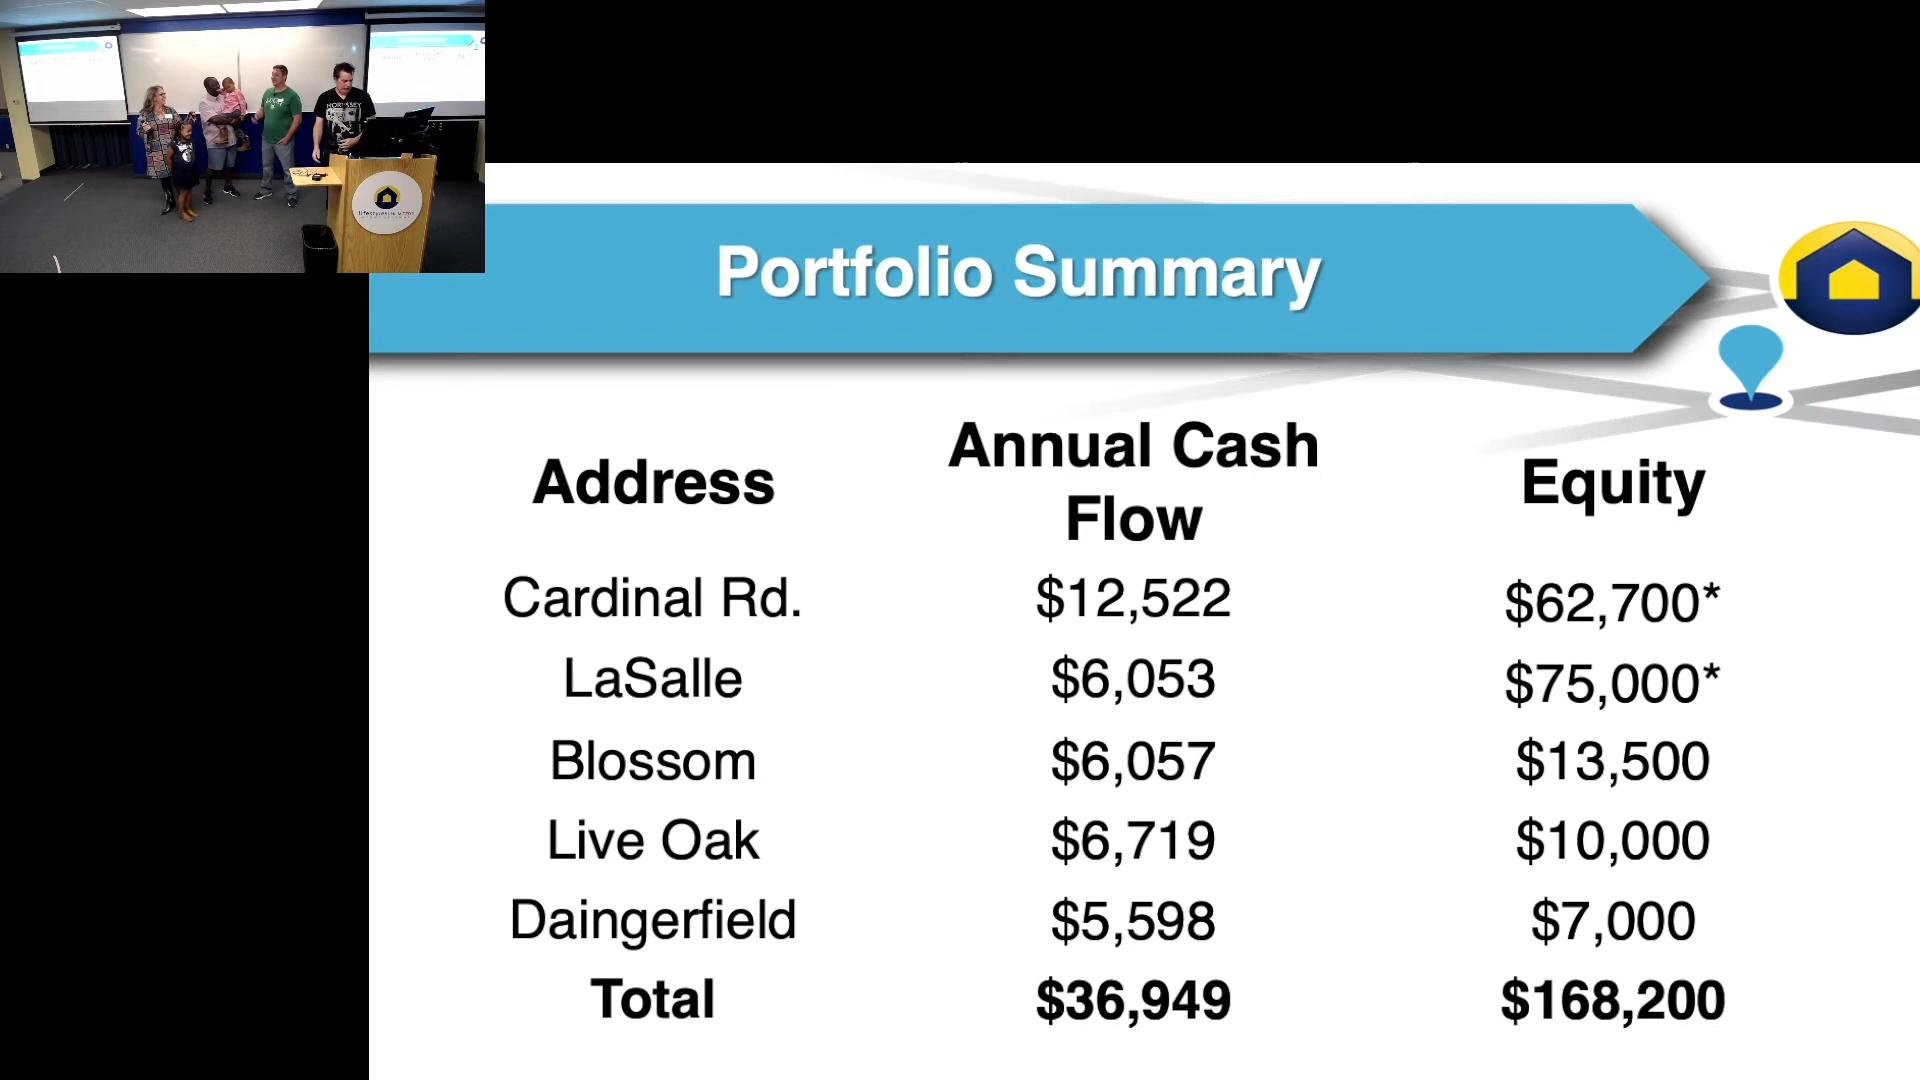 Portfolio Summary
Address
Annual Cash
Flow
Equity
Cardinal Rd. $12,522 $62,700*
LaSalle $6,053 $75,000*
Blossom $6,057 $13,500
Live Oak $6,719 $10,000
Daingerfield $5,598 $7,000
Total $36,949 $168,200